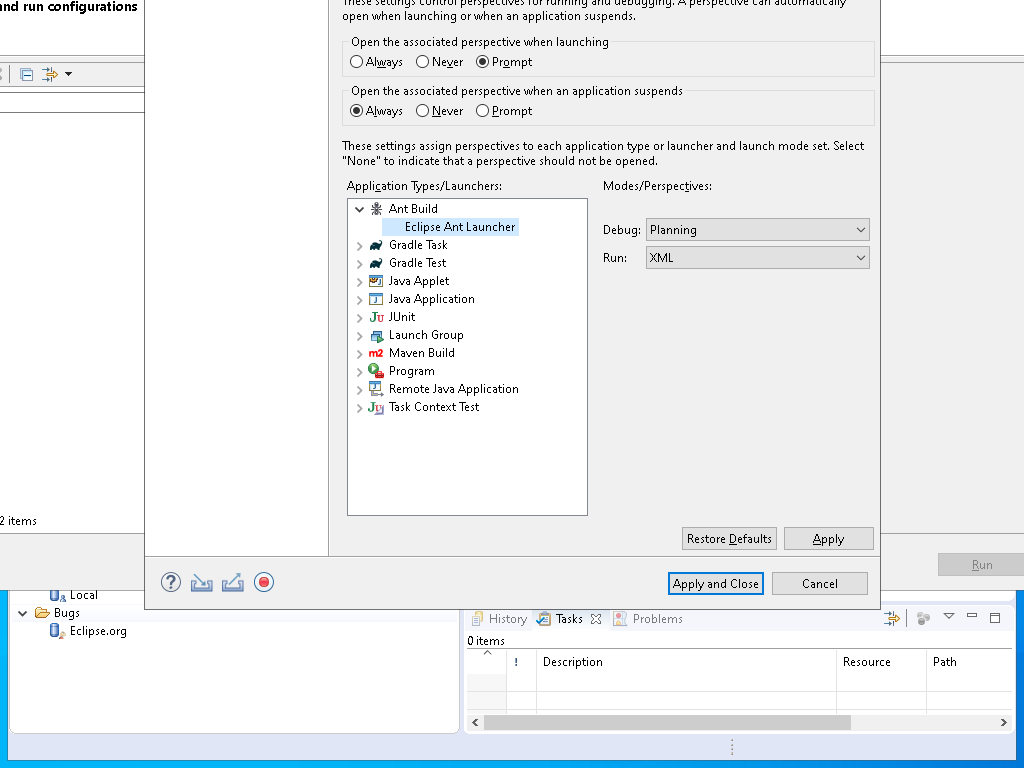 and run configurations
These settings control perspectives for running and debugging. A perspective can automatically
open when launching or when an application suspends.
Open the associated perspective when launching
Always Never Prompt
Open the associated perspective when an application suspends
Always Never Prompt
These settings assign perspectives to each application type or launcher and launch mode set. Select
"None" to indicate that a perspective should not be opened.
Application Types/Launchers:
Modes/Perspectives:
Ant Build
Eclipse Ant Launcher
Gradle Task
Gradle Test
Java Applet
Java Application
JUnit
Launch Group
Maven Build
Program
Remote Java Application
Task Context Test
Debug: Planning
Run: XML
2 items
Restore Defaults Apply
Apply and Close Cancel
Run
Local
Bugs
Eclipse.org
History Tasks Problems
0 items
! Description Resource Path